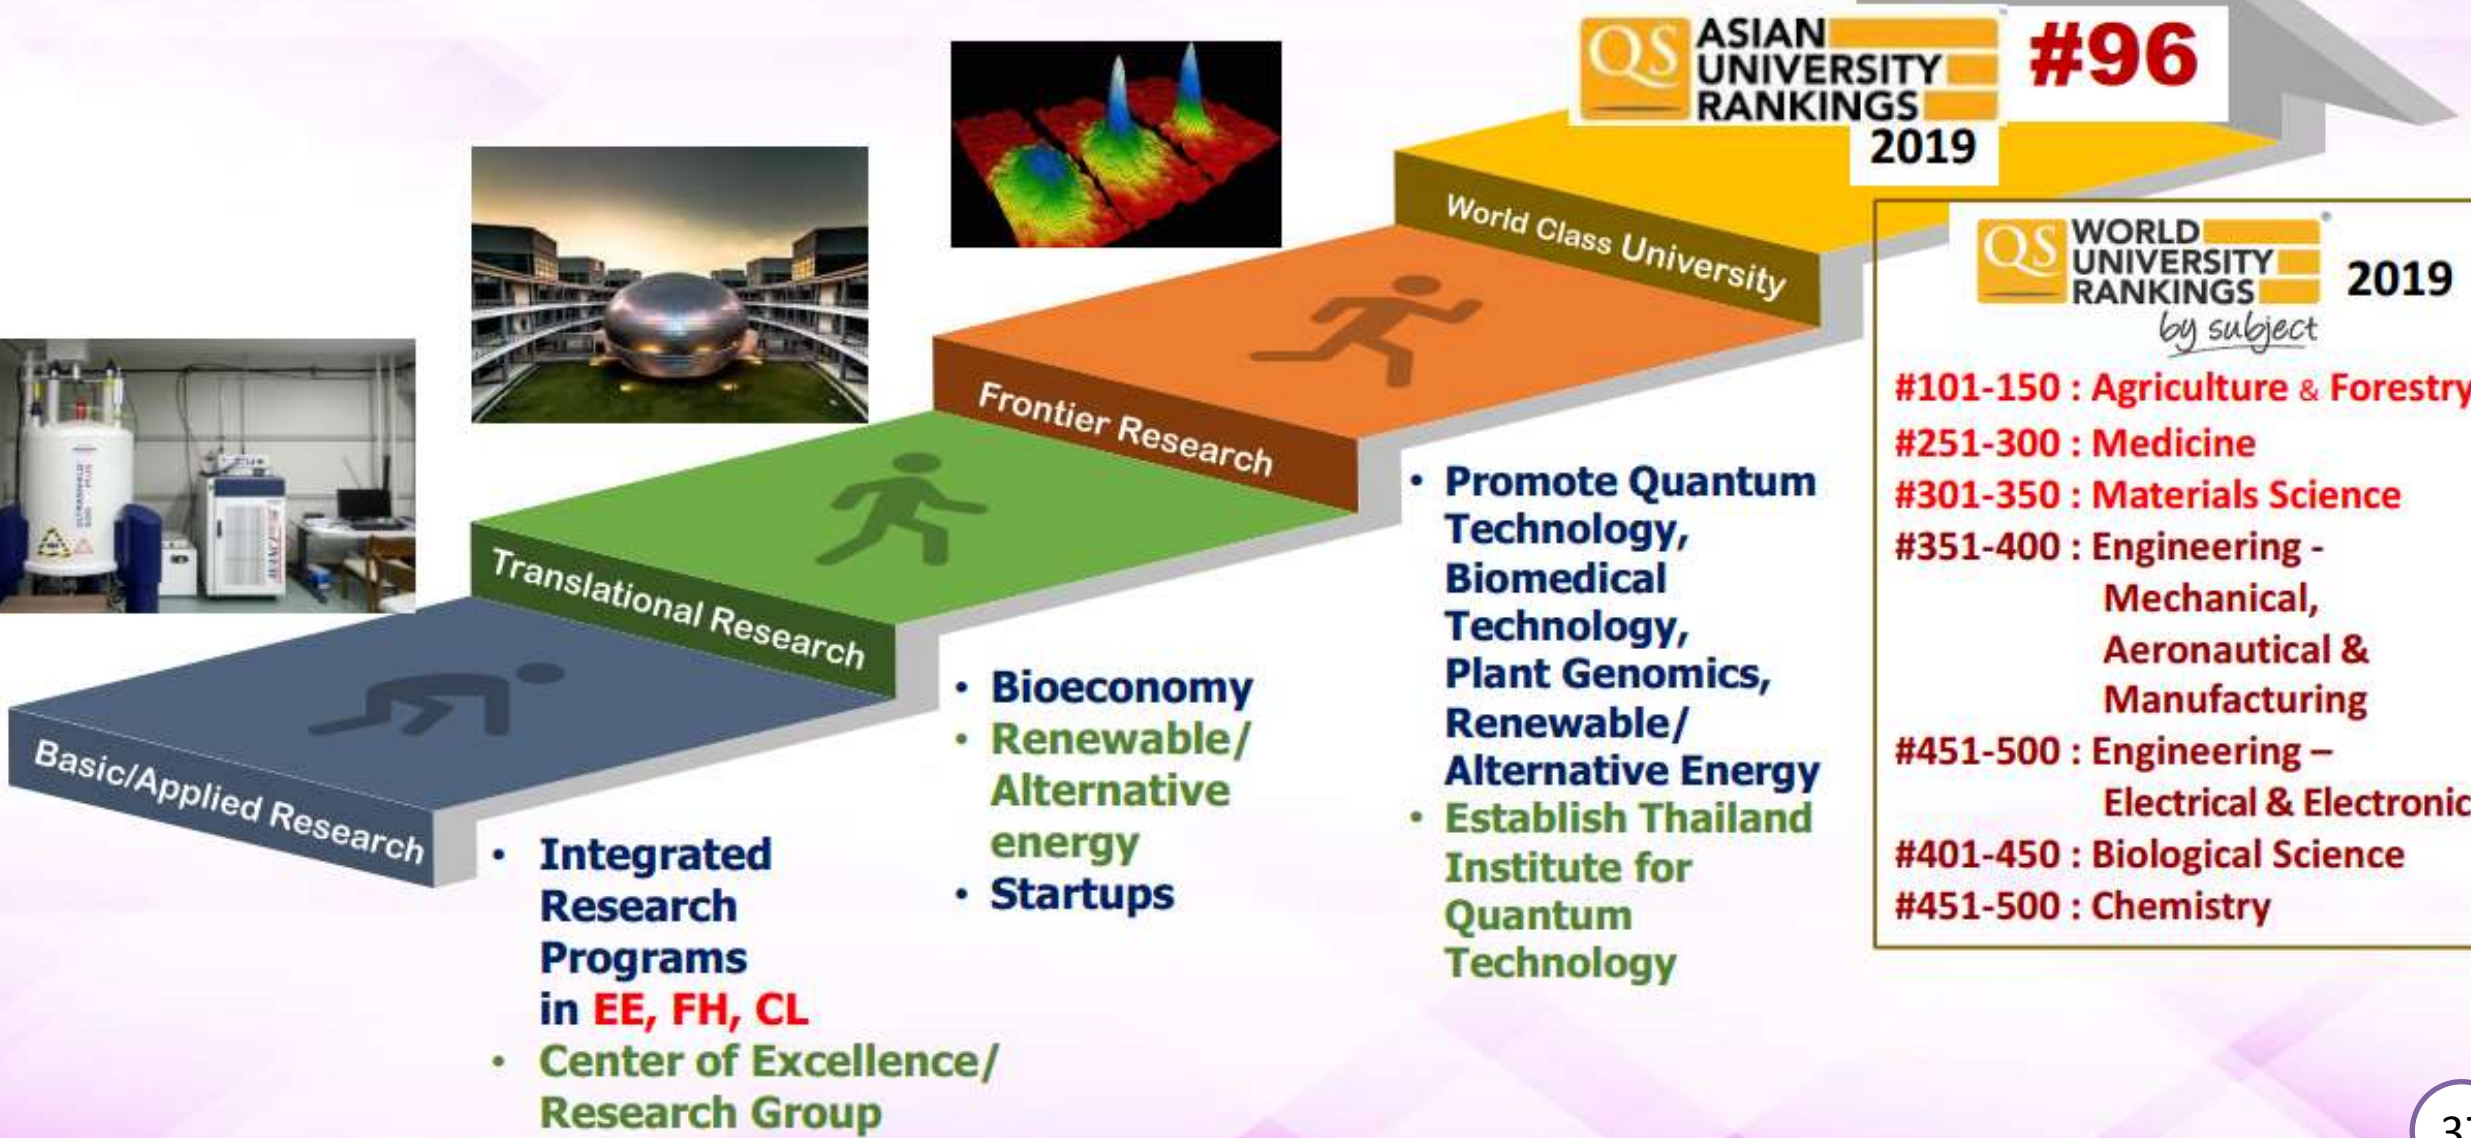 QS ASIAN
UNIVERSITY
RANKINGS
2019
#96
World Class University
Frontier Research
Translational Research
Basic/Applied Research
• Integrated
Research
Programs
in EE, FH, CL
• Center of Excellence/
Research Group
• Bioeconomy
• Renewable/
Alternative
energy
• Startups
• Promote Quantum
Technology,
Biomedical
Technology,
Plant Genomics,
Renewable/
Alternative Energy
• Establish Thailand
Institute for
Quantum
Technology
QS WORLD
UNIVERSITY
RANKINGS
by subject
®
2019
#101-150 : Agriculture & Forestry
#251-300 : Medicine
#301-350 : Materials Science
#351-400 : Engineering -
Mechanical,
Aeronautical &
Manufacturing
#451-500 : Engineering –
Electrical & Electronic
#401-450 : Biological Science
#451-500 : Chemistry